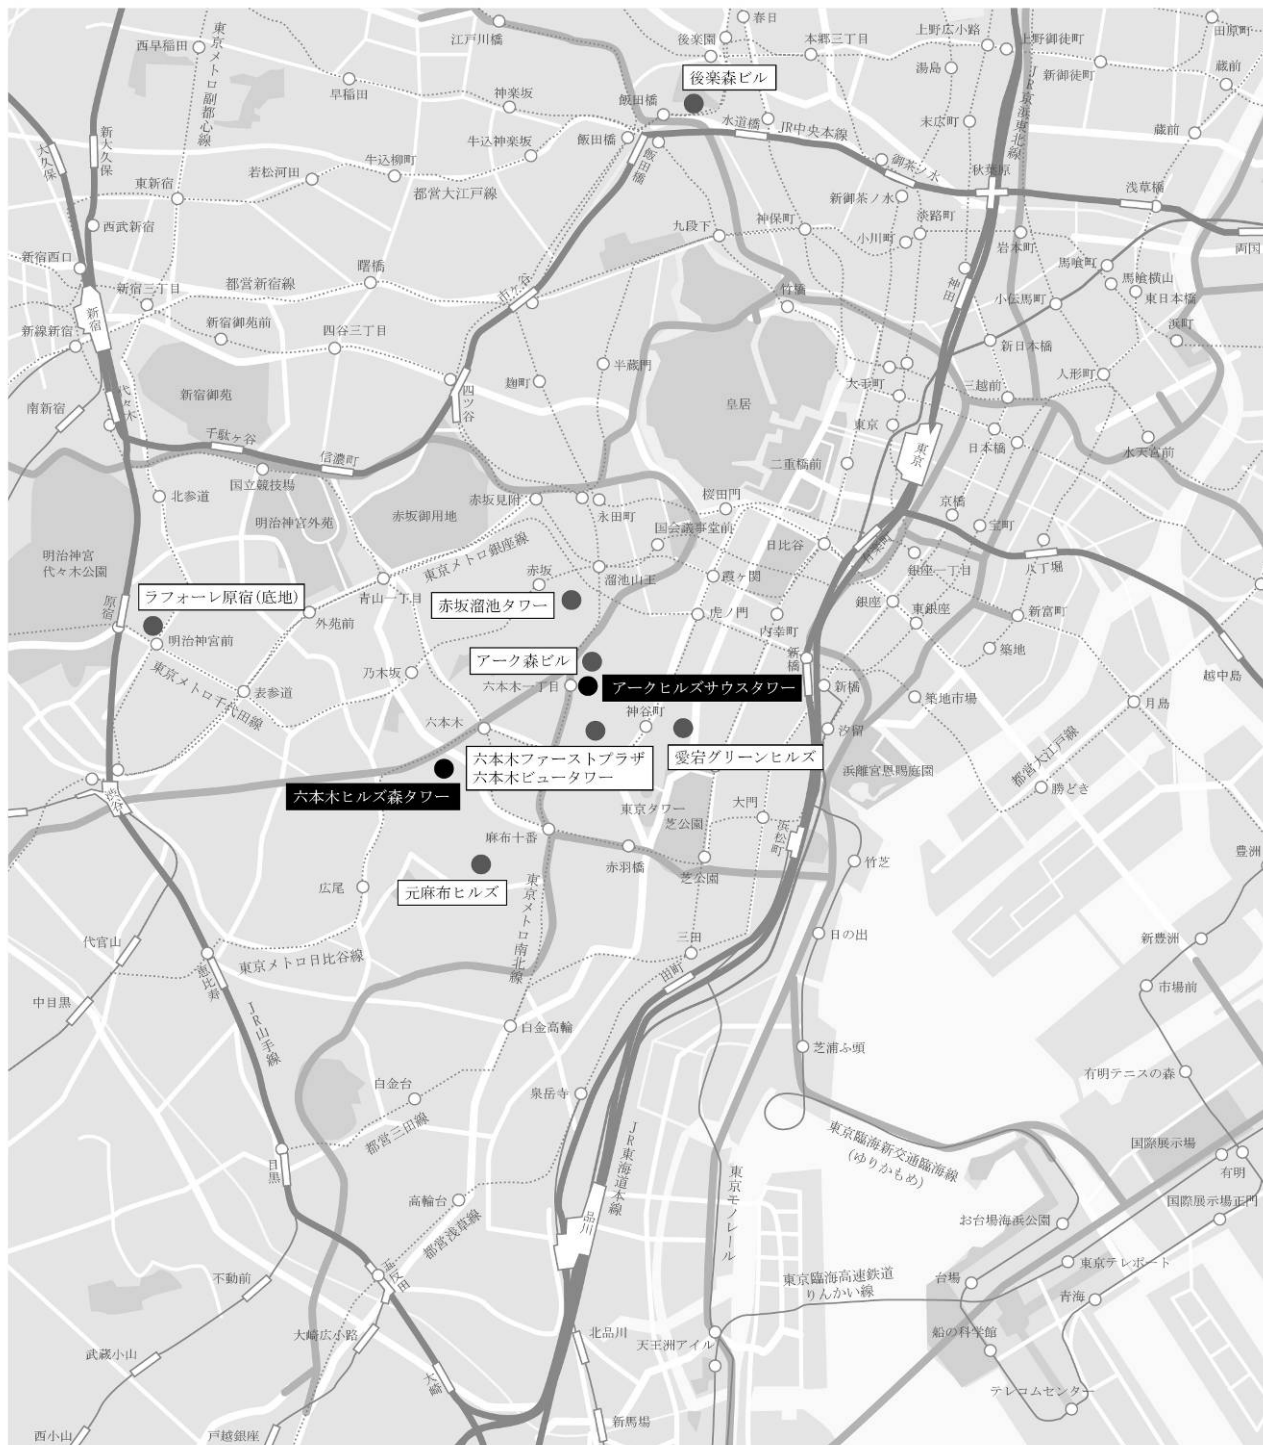 江戸川橋
後楽園
春日
本郷三丁目
上野広小路
上野御徒町
田原町
西早稲田
東京メトロ副都心線
湯島
新御徒町
蔵前
後楽森ビル
早稲田
神楽坂
飯田橋
水道橋
JR中央本線
末広町
JR京浜東北線
蔵前
大久保
新大久保
牛込神楽坂
飯田橋
飯田橋
御茶ノ水
秋葉原
牛込柳町
若松河田
東新宿
都営大江戸線
新御茶ノ水
浅草橋
西武新宿
九段下
神保町
淡路町
小川町
岩本町
両国
新宿西口
曙橋
市ヶ谷
馬喰町
新宿三丁目
都営新宿線
竹橋
神田
馬喰横山
東日本橋
小伝馬町
新宿
新線新宿
新宿御苑前
四谷三丁目
浜町
新日本橋
半蔵門
麹町
大手町
三越前
人形町
代々木
新宿御苑
四ツ谷
皇居
南新宿
東京
東京
日本橋
千駄ヶ谷
信濃町
二重橋前
水天宮前
国立競技場
北参道
赤坂見附
桜田門
京橋
明治神宮外苑
赤坂御用地
永田町
国会議事堂前
宝町
日比谷
有楽町
明治神宮
代々木公園
東京メトロ銀座線
赤坂
溜池山王
霞ヶ関
銀座一丁目
八丁堀
ラフォーレ原宿(底地)
青山一丁目
赤坂溜池タワー
銀座
東銀座
新富町
原宿
外苑前
虎ノ門
内幸町
明治神宮前
築地
アーク森ビル
新橋
乃木坂
六本木一丁目
アークヒルズサウスタワー
新橋
越中島
東京メトロ千代田線
表参道
築地市場
月島
六本木
神谷町
汐留
六本木ファーストプラザ
六本木ビュータワー
愛宕グリーンヒルズ
都営大江戸線
浜離宮恩賜庭園
渋谷
六本木ヒルズ森タワー
勝どき
東京タワー
大門
芝公園
浜松町
麻布十番
赤羽橋
芝公園
竹芝
豊洲
元麻布ヒルズ
広尾
東京メトロ南北線
代官山
三田
日の出
新豊洲
東京メトロ日比谷線
恵比寿
田町
市場前
中目黒
JR山手線
白金高輪
芝浦ふ頭
有明テニスの森
白金台
泉岳寺
都営三田線
JR東海道本線
東京臨海新交通臨海線
(ゆりかもめ)
国際展示場
目黒
東京モノレール
有明
高輪台
国際展示場正門
都営浅草線
品川
お台場海浜公園
五反田
不動前
東京臨海高速鉄道
りんかい線
台場
東京テレポート
青海
大崎広小路
北品川
天王洲アイル
船の科学館
武蔵小山
大崎
テレコムセンター
西小山
戸越銀座
新馬場